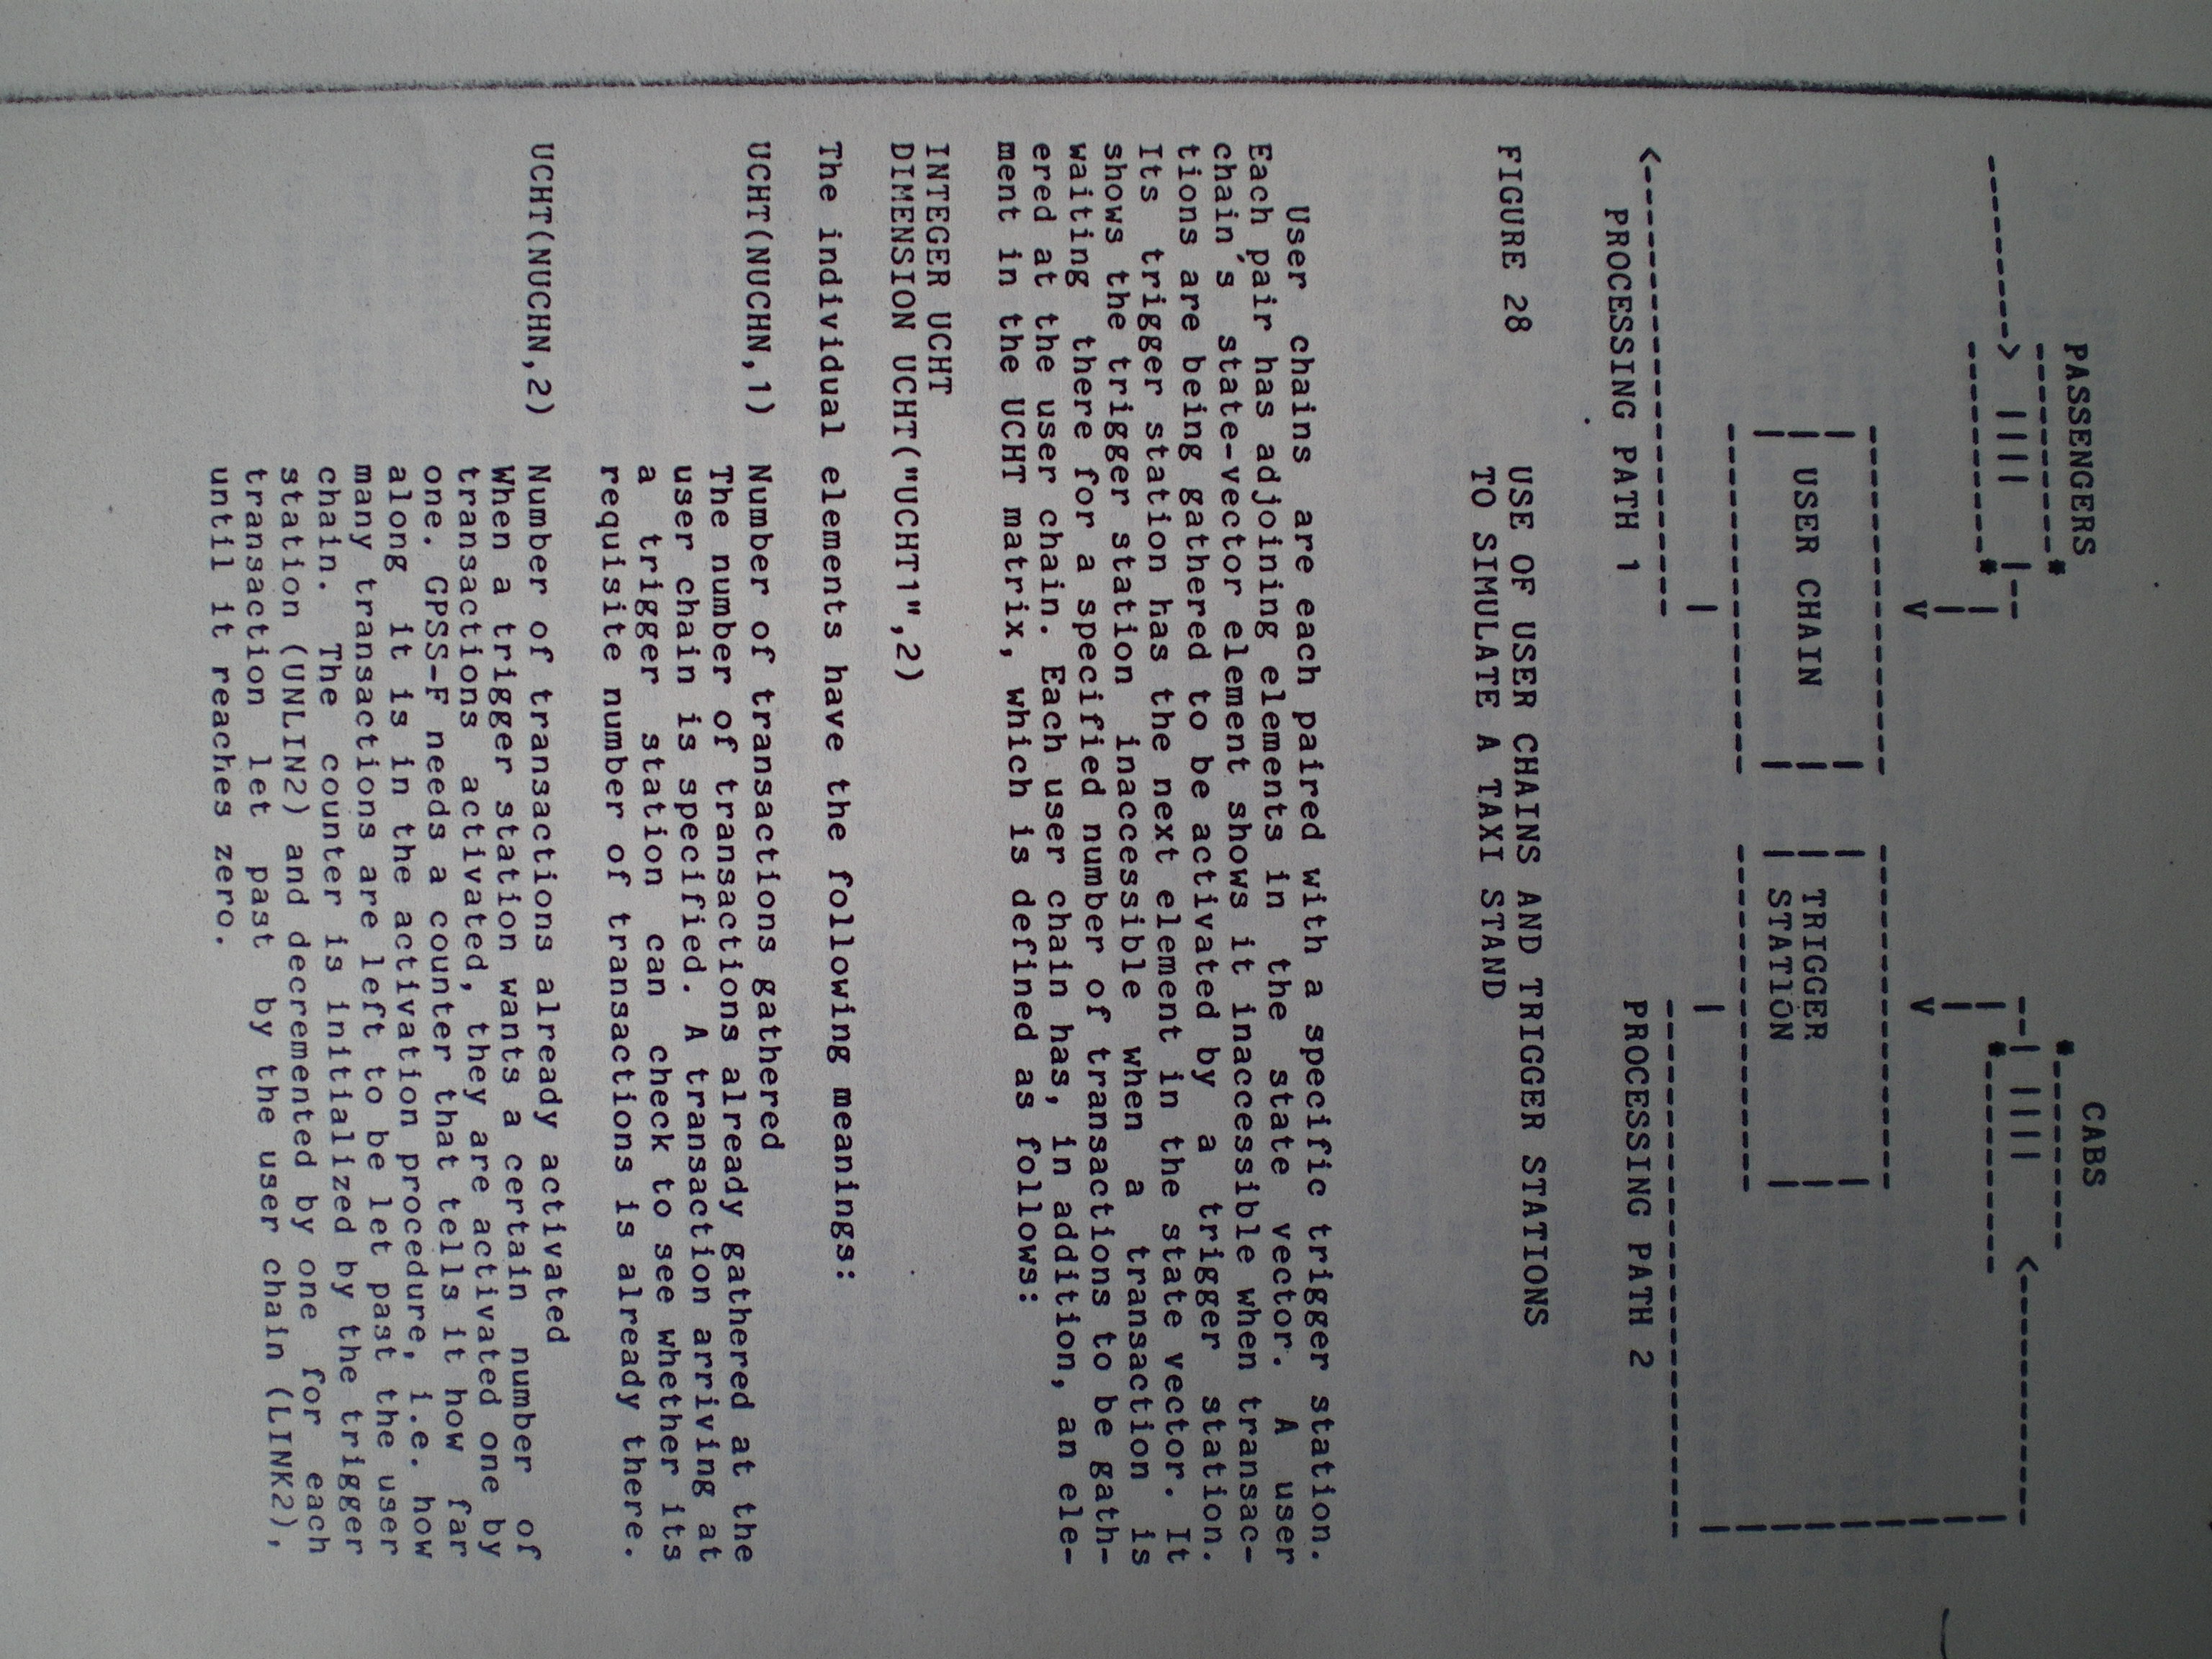 PASSENGERS CABS
USER CHAIN TRIGGER
STATION
<----------------------------- -----------------------------
PROCESSING PATH 1 PROCESSING PATH 2
FIGURE 28 USE OF USER CHAINS AND TRIGGER STATIONS
TO SIMULATE A TAXI STAND
User chains are each paired with a specific trigger station.
Each pair has adjoining elements in the state vector. A user
chain's state-vector element shows it inaccessible when transac-
tions are being gathered to be activated by a trigger station.
Its trigger station has the next element in the state vector. It
shows the trigger station inaccessible when a transaction is
waiting there for a specified number of transactions to be gath-
ered at the user chain. Each user chain has, in addition, an ele-
ment in the UCHT matrix, which is defined as follows:
INTEGER UCHT
DIMENSION UCHT("UCHT1",2)
The individual elements have the following meanings:
UCHT(NUCHN,1) Number of transactions gathered
The number of transactions already gathered at the
user chain is specified. A transaction arriving at
a trigger station can check to see whether its
requisite number of transactions is already there.
UCHT(NUCHN,2) Number of transactions already activated
When a trigger station wants a certain number of
transactions activated, they are activated one by
one. GPSS-F needs a counter that tells it how far
along it is in the activation procedure, i.e. how
many transactions are left to be let past the user
chain. The counter is initialized by the trigger
station (UNLIN2) and decremented by one for each
transaction let past by the user chain (LINK2),
until it reaches zero.